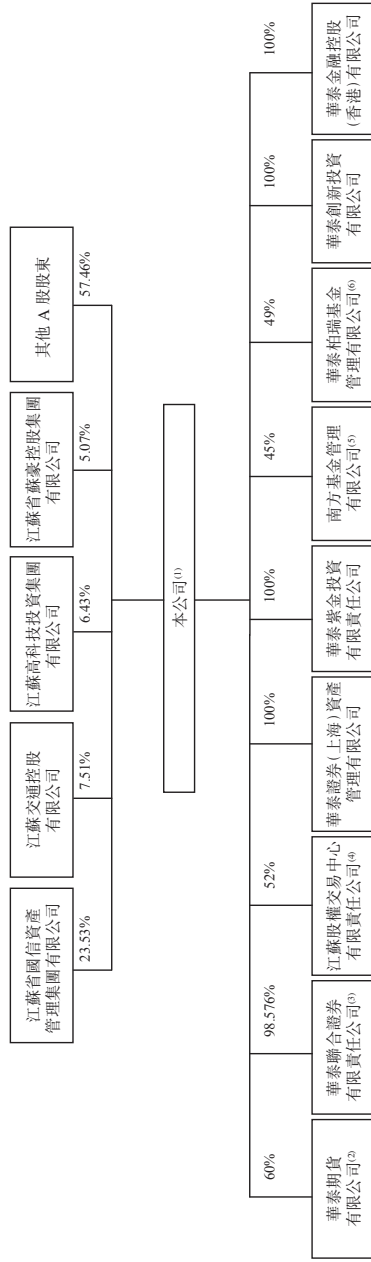 江蘇省國信資產
管理集團有限公司
江蘇交通控股
有限公司
江蘇高科技投資集團
有限公司
江蘇省蘇豪控股集團
有限公司
其他 A 股股東
23.53%
7.51%
6.43%
5.07%
57.46%
本公司(1)
60%
98.576%
52%
100%
100%
45%
49%
100%
100%
華泰期貨
有限公司(2)
華泰聯合證券
有限責任公司(3)
江蘇股權交易中心
有限責任公司(4)
華泰證券(上海)資產
管理有限公司
華泰紫金投資
有限責任公司
南方基金管理
有限公司(5)
華泰柏瑞基金
管理有限公司(6)
華泰創新投資
有限公司
華泰金融控股
(香港)有限公司